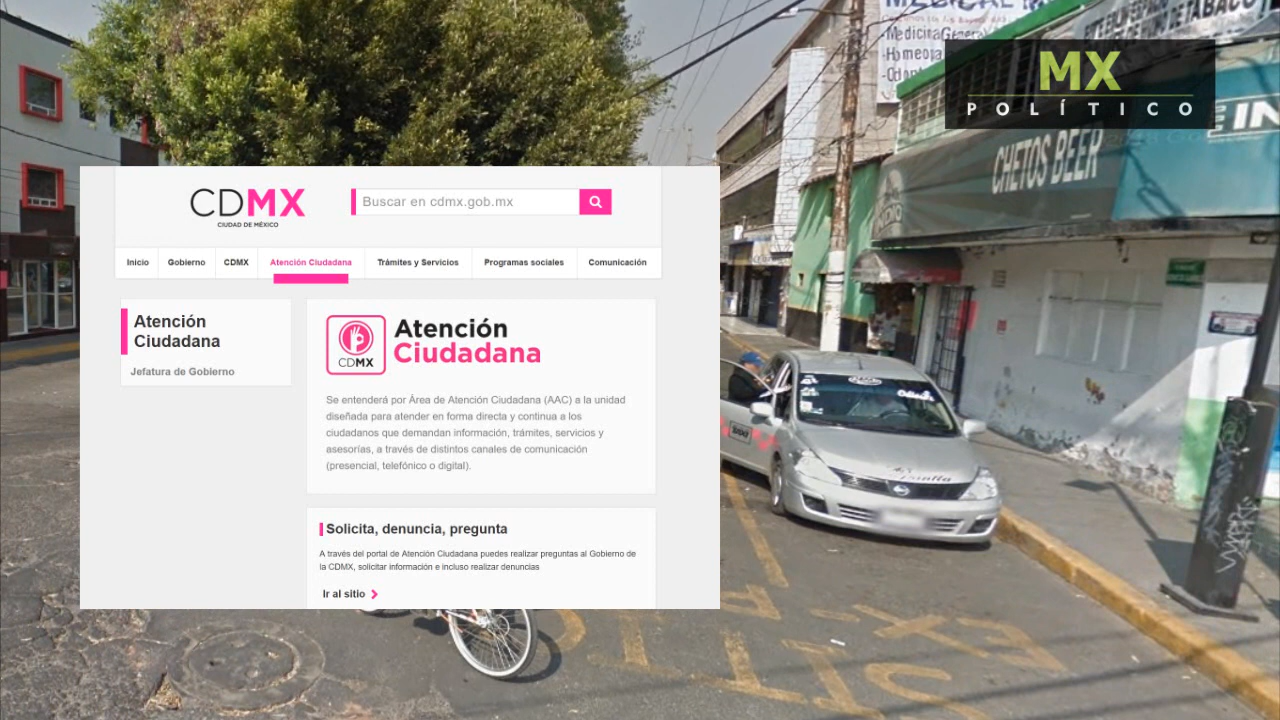 MEDICAL
-Medicina General
MX
POLÍTICO
CHETOS BEER
CDMX
CIUDAD DE MÉXICO
Buscar en cdmx.gob.mx
Inicio
Gobierno
CDMX
Atención Ciudadana
Trámites y Servicios
Programas sociales
Comunicación
Atención
Ciudadana
Jefatura de Gobierno
CDMX
Atención
Ciudadana
Se entenderá por Área de Atención Ciudadana (AAC) a la unidad
diseñada para atender en forma directa y continua a los
ciudadanos que demandan información, trámites, servicios y
asesorías, a través de distintos canales de comunicación
(presencial, telefónico o digital).
Solicita, denuncia, pregunta
A través del portal de Atención Ciudadana puedes realizar preguntas al Gobierno de
la CDMX, solicitar información e incluso realizar denuncias
Ir al sitio